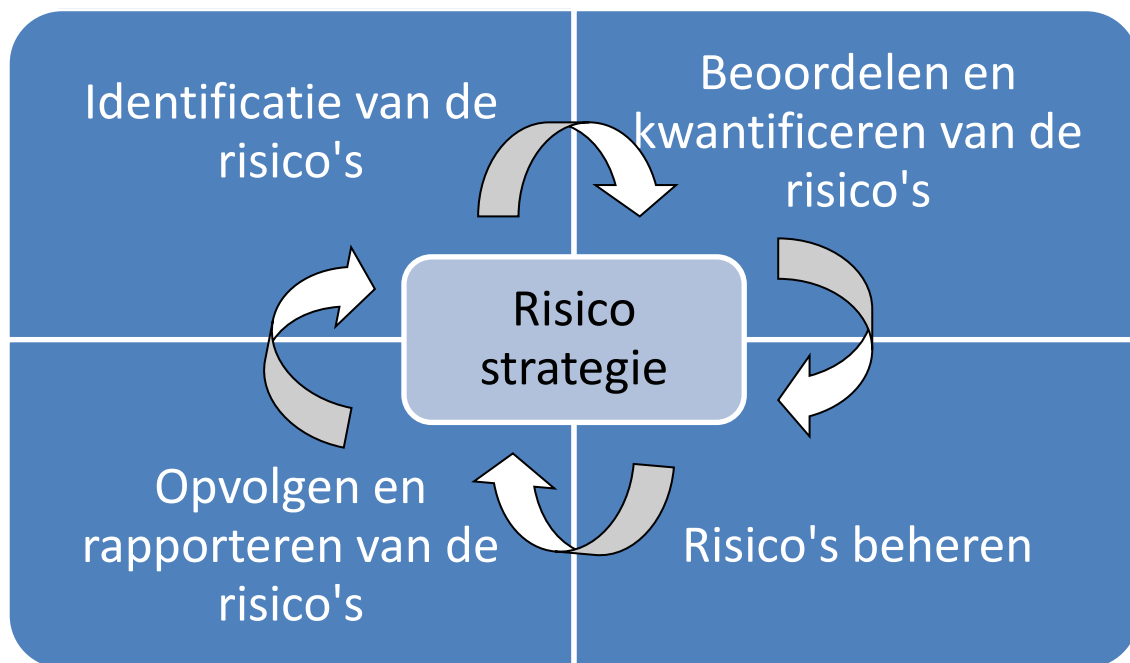 Identificatie van de
risico's
Beoordelen en
kwantificeren van de
risico's
Risico
strategie
Opvolgen en
rapporteren van de
risico's
Risico's beheren